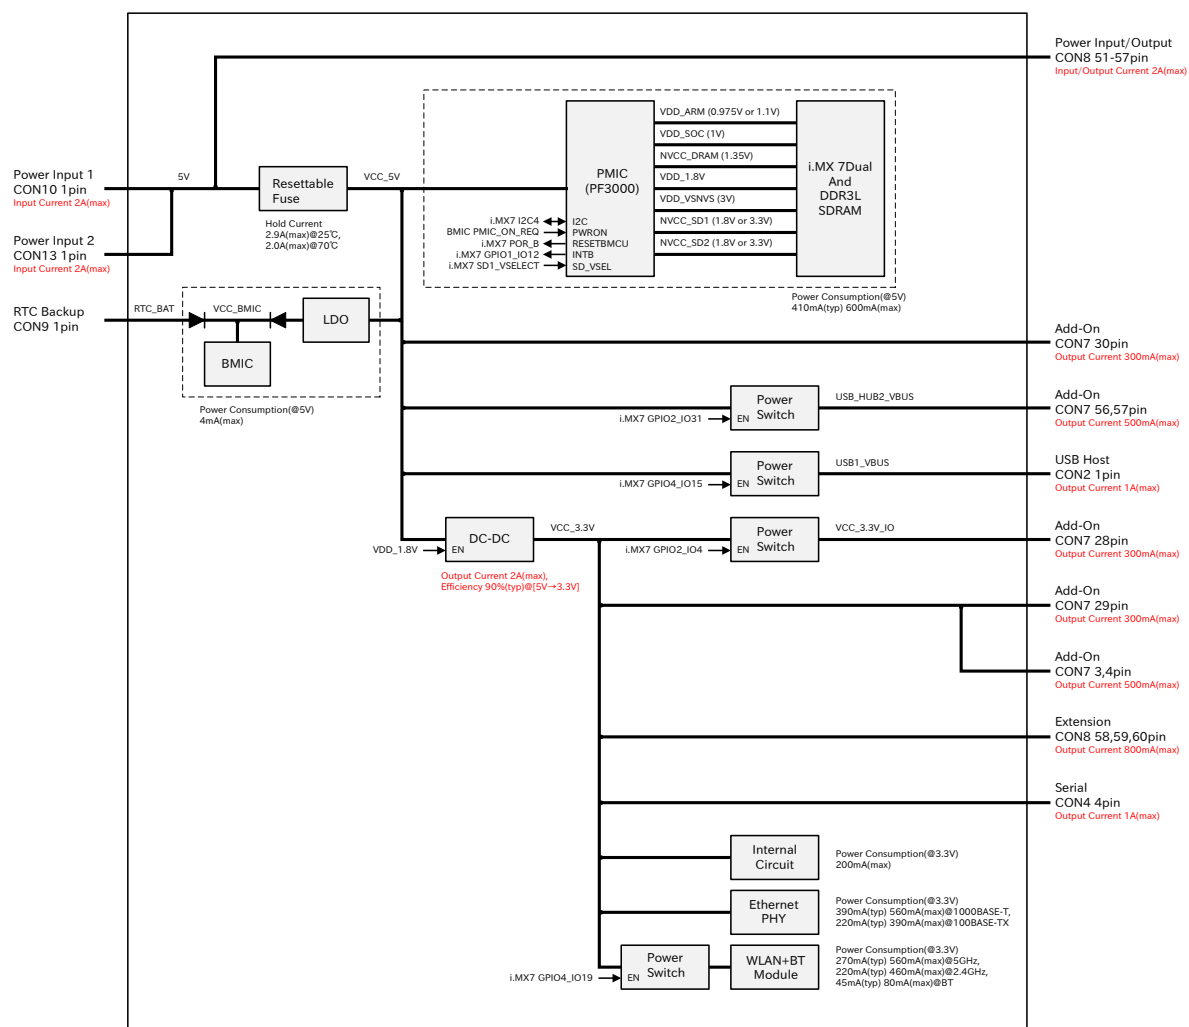 Power Input/Output
CON8 51-57pin
Input/Output Current 2A(max)
Power Input 1
CON10 1pin
Input Current 2A(max)
5V
Resettable
Fuse
Hold Current
2.9A(max)@25℃,
2.0A(max)@70℃
VCC_5V
Power Input 2
CON13 1pin
Input Current 2A(max)
PMIC
(PF3000)
i.MX7 I2C4
I2C
BMIC PMIC_ON_REQ
PWRON
i.MX7 POR_B
RESETBMCU
i.MX7 GPIO1_IO12
INTB
i.MX7 SD1_VSELECT
SD_VSEL
VDD_ARM (0.975V or 1.1V)
VDD_SOC (1V)
NVCC_DRAM (1.35V)
VDD_1.8V
VDD_VSNVS (3V)
NVCC_SD1 (1.8V or 3.3V)
NVCC_SD2 (1.8V or 3.3V)
i.MX 7Dual
And
DDR3L
SDRAM
Power Consumption(@5V)
410mA(typ) 600mA(max)
RTC Backup
CON9 1pin
RTC_BAT
VCC_BMIC
LDO
BMIC
Power Consumption(@5V)
4mA(max)
Add-On
CON7 30pin
Output Current 300mA(max)
i.MX7 GPIO2_IO31
Power
Switch
EN
USB_HUB2_VBUS
Add-On
CON7 56,57pin
Output Current 500mA(max)
i.MX7 GPIO4_IO15
Power
Switch
EN
USB1_VBUS
USB Host
CON2 1pin
Output Current 1A(max)
VDD_1.8V
DC-DC
EN
Output Current 2A(max),
Efficiency 90%(typ)@[5V→3.3V]
VCC_3.3V
i.MX7 GPIO2_IO4
Power
Switch
EN
VCC_3.3V_IO
Add-On
CON7 28pin
Output Current 300mA(max)
Add-On
CON7 29pin
Output Current 300mA(max)
Add-On
CON7 3,4pin
Output Current 500mA(max)
Extension
CON8 58,59,60pin
Output Current 800mA(max)
Serial
CON4 4pin
Output Current 1A(max)
Internal
Circuit
Power Consumption(@3.3V)
200mA(max)
Ethernet
PHY
Power Consumption(@3.3V)
390mA(typ) 560mA(max)@1000BASE-T,
220mA(typ) 390mA(max)@100BASE-TX
i.MX7 GPIO4_IO19
Power
Switch
EN
WLAN+BT
Module
Power Consumption(@3.3V)
270mA(typ) 560mA(max)@5GHz,
220mA(typ) 460mA(max)@2.4GHz,
45mA(typ) 80mA(max)@BT